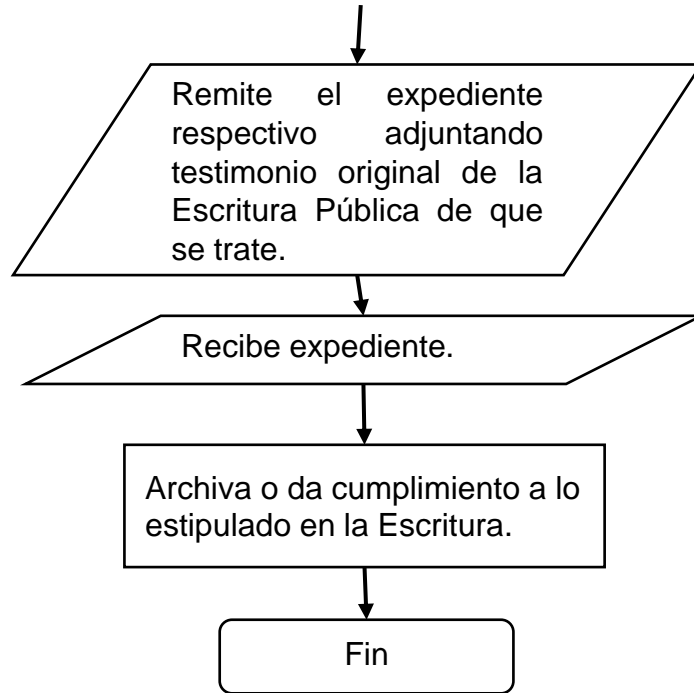 Remite el expediente
respectivo adjuntando
testimonio original de la
Escritura Pública de que
se trate.
Recibe expediente.
Archiva o da cumplimiento a lo
estipulado en la Escritura.
Fin